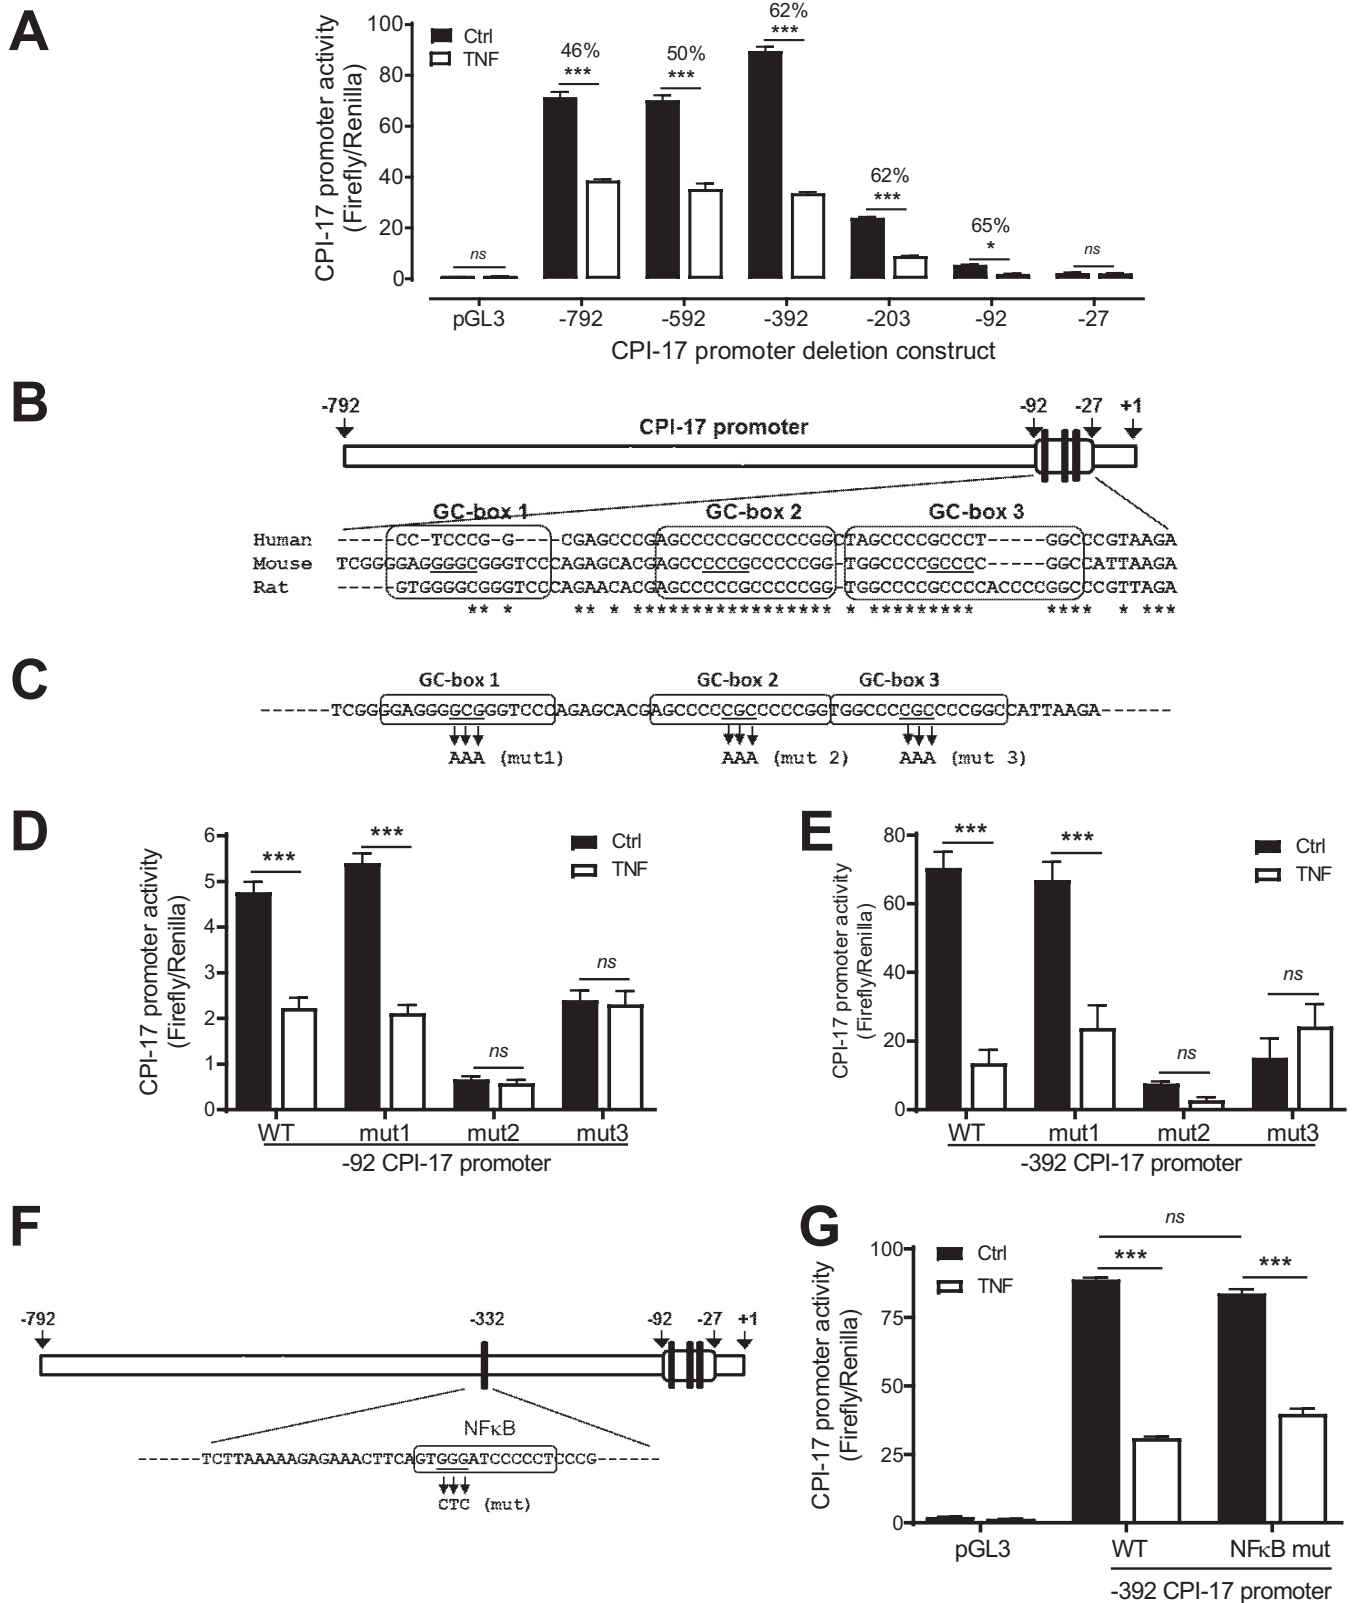 A
CPI-17 promoter activity
(Firefly/Renilla)
100
80
60
40
20
0
Ctrl
TNF
ns
46%
***
50%
***
62%
***
62%
***
65%
*
ns
pGL3 -792 -592 -392 -203 -92 -27
CPI-17 promoter deletion construct
B
-792 -92 -27 +1
CPI-17 promoter
GC-box 1 GC-box 2 GC-box 3
Human -----CC-TCCCG-G----CGAGCCCGAGCCCCCCGCCCCCCGGCTAGCCCCGCCCT-----GGCCCGTAAGA
Mouse TCGGGGAGGGGCGGGTCCCAGAGCACGAGCCCCCCGCCCCCGG-TGGCCCCGCCCC-----GGCCATTAAGA
Rat -----GTGGGGCGGGTCCCAGAACACGAGCCCCCCGCCCCCGG-TGGCCCCGCCCCACCCCGGCCCGTTAGA
** * ** * ***************** * ********* **** * ***
C
GC-box 1 GC-box 2 GC-box 3
------TCGGGGAGGGGCGGGTCCCAGAGCACGAGCCCCCCGCCCCCGGTGGCCCCGCCCCGGCCATTAAGA------
AAA (mut1) AAA (mut 2) AAA (mut 3)
D
CPI-17 promoter activity
(Firefly/Renilla)
6
5
4
3
2
1
0
Ctrl
TNF
***
***
ns
ns
WT mut1 mut2 mut3
-92 CPI-17 promoter
E
CPI-17 promoter activity
(Firefly/Renilla)
80
60
40
20
0
Ctrl
TNF
***
***
ns
ns
WT mut1 mut2 mut3
-392 CPI-17 promoter
F
-792 -332 -92 -27 +1
NFκB
------TCTTAAAAAGAGAAACTTCAGTGGGATCCCCCTCCCG------
CTC (mut)
G
CPI-17 promoter activity
(Firefly/Renilla)
100
75
50
25
0
Ctrl
TNF
ns
***
***
pGL3 WT NFκB mut
-392 CPI-17 promoter